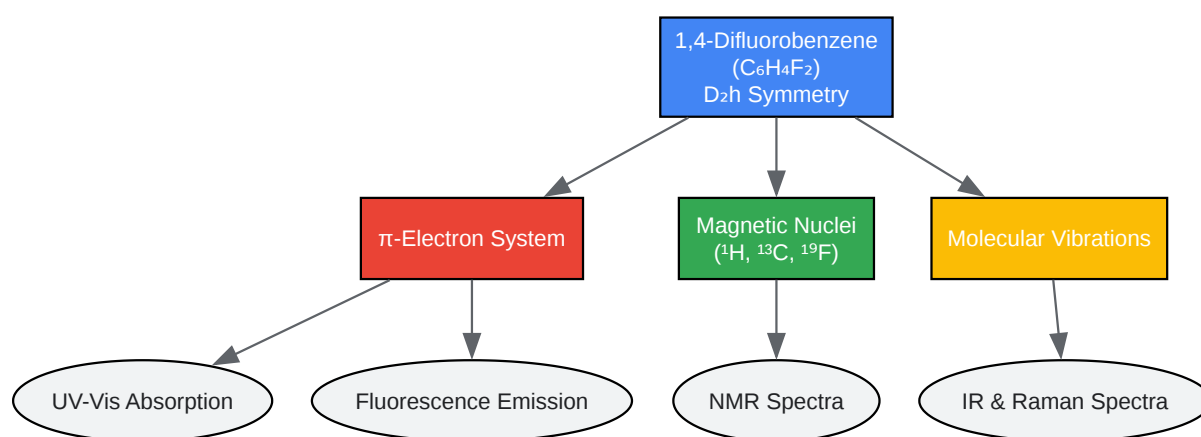 1,4-Difluorobenzene
(C₆H₄F₂)
D₂h Symmetry
π-Electron System
Magnetic Nuclei
(¹H, ¹³C, ¹⁹F)
Molecular Vibrations
UV-Vis Absorption
Fluorescence Emission
NMR Spectra
IR & Raman Spectra